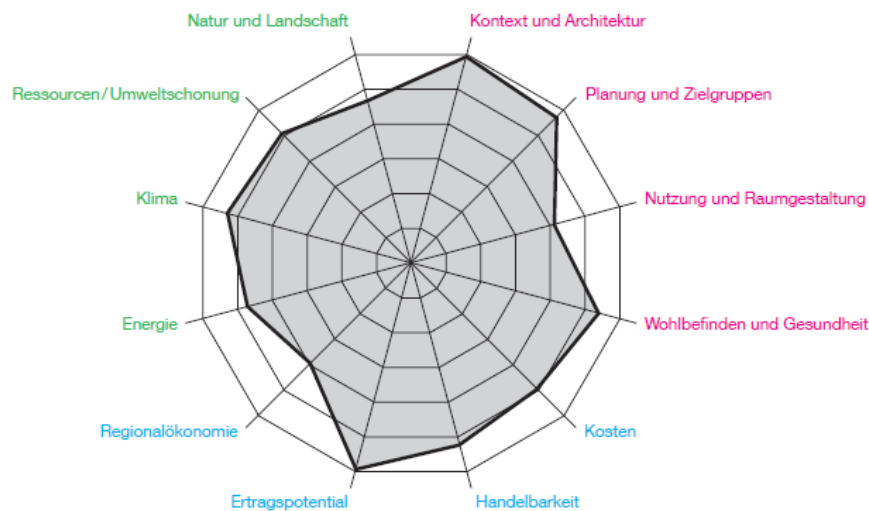 Natur und Landschaft
Kontext und Architektur
Ressourcen/Umweltschonung
Planung und Zielgruppen
Klima
Nutzung und Raumgestaltung
Energie
Wohlbefinden und Gesundheit
Regionalökonomie
Kosten
Ertragspotential
Handelbarkeit